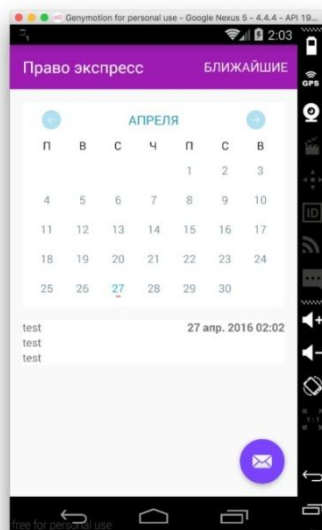 Genymotion for personal use - Google Nexus 5 - 4.4.4 - API 19...
2:03
Право экспресс БЛИЖАЙШИЕ
АПРЕЛЯ
П В С Ч П С В
1 2 3
4 5 6 7 8 9 10
11 12 13 14 15 16 17
18 19 20 21 22 23 24
25 26 27 28 29 30
test 27 апр. 2016 02:02
test
test
GPS
ID
free for personal use